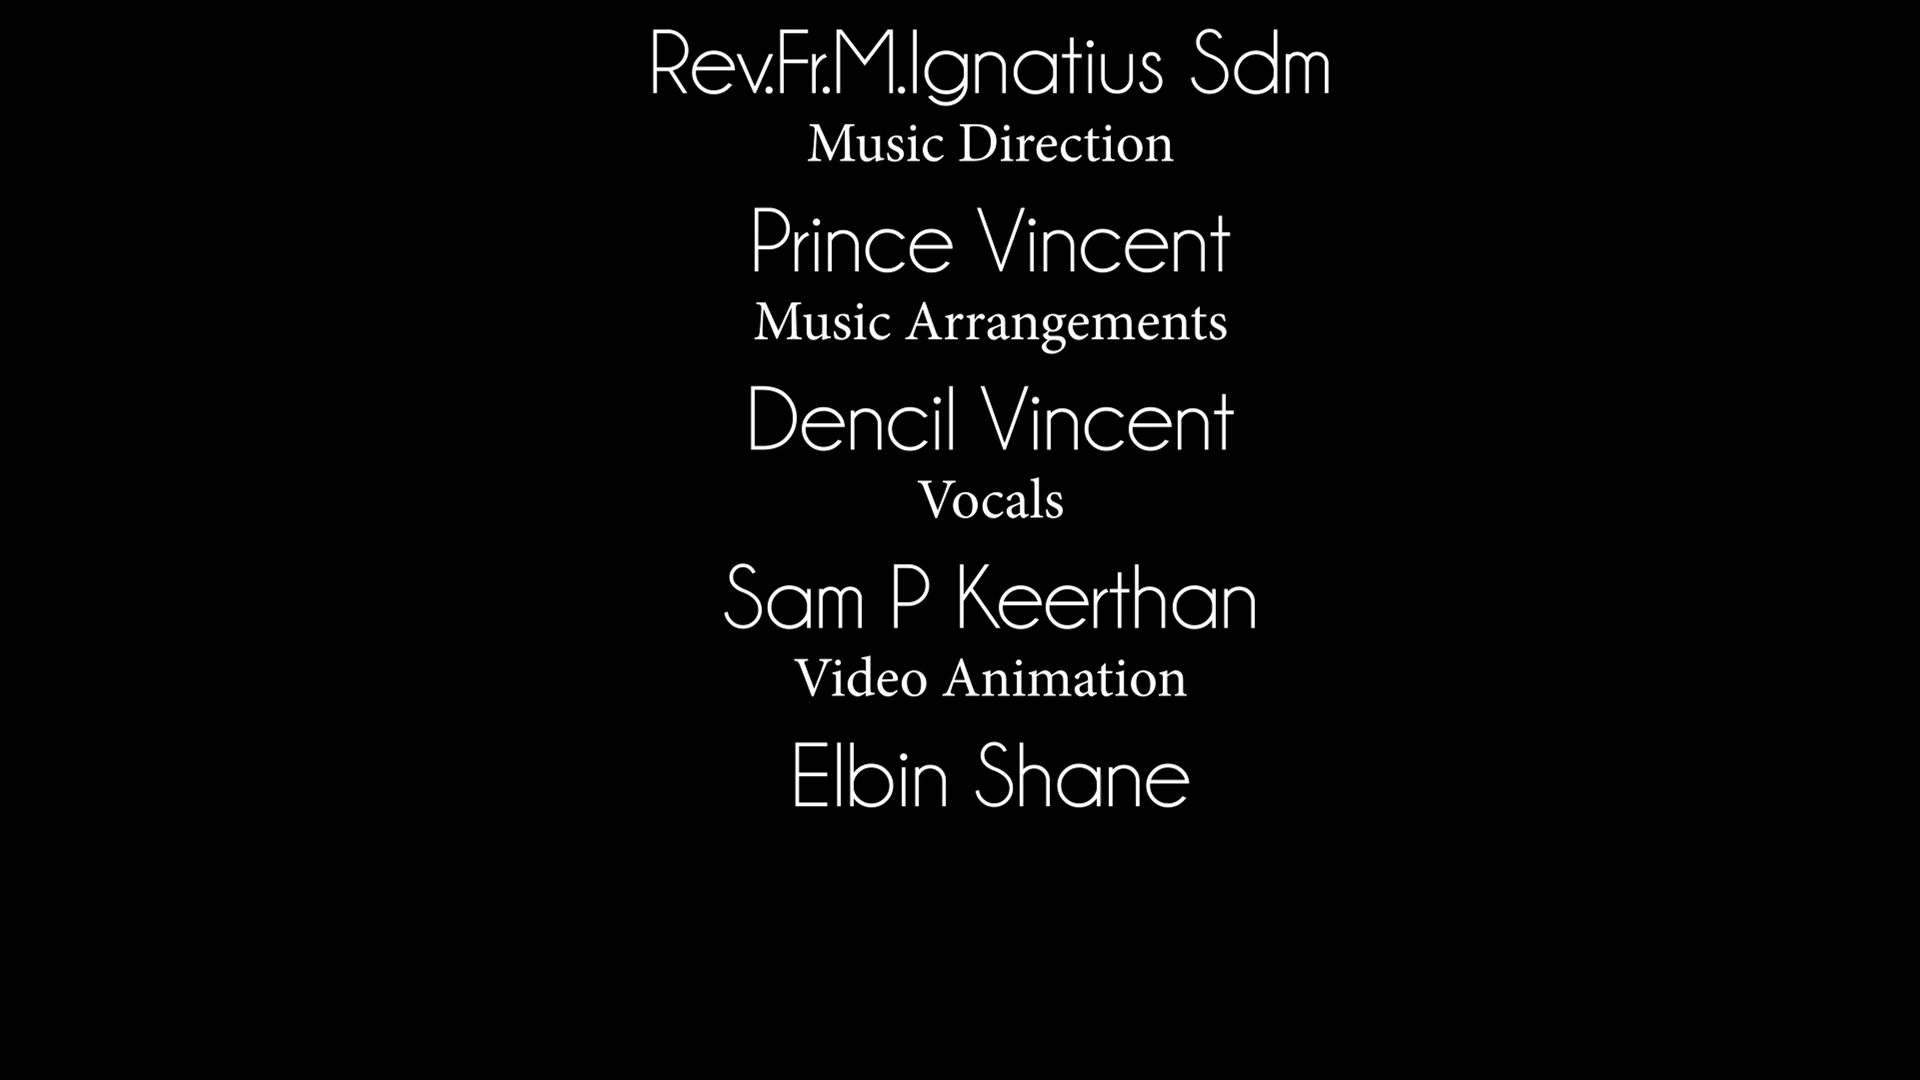 Rev.Fr.M.Ignatius Sdm
Music Direction
Prince Vincent
Music Arrangements
Dencil Vincent
Vocals
Sam P Keerthan
Video Animation
Elbin Shane